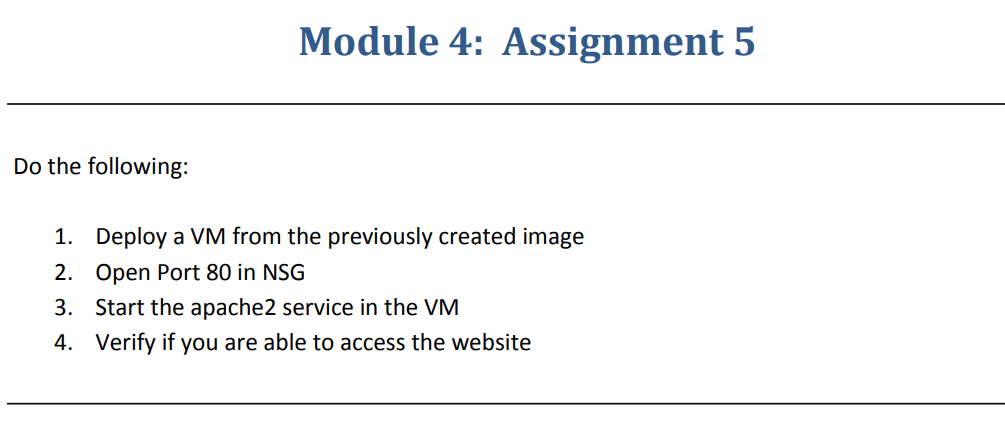 Module 4: Assignment 5
Do the following:
1. Deploy a VM from the previously created image
2. Open Port 80 in NSG
3. Start the apache2 service in the VM
4. Verify if you are able to access the website